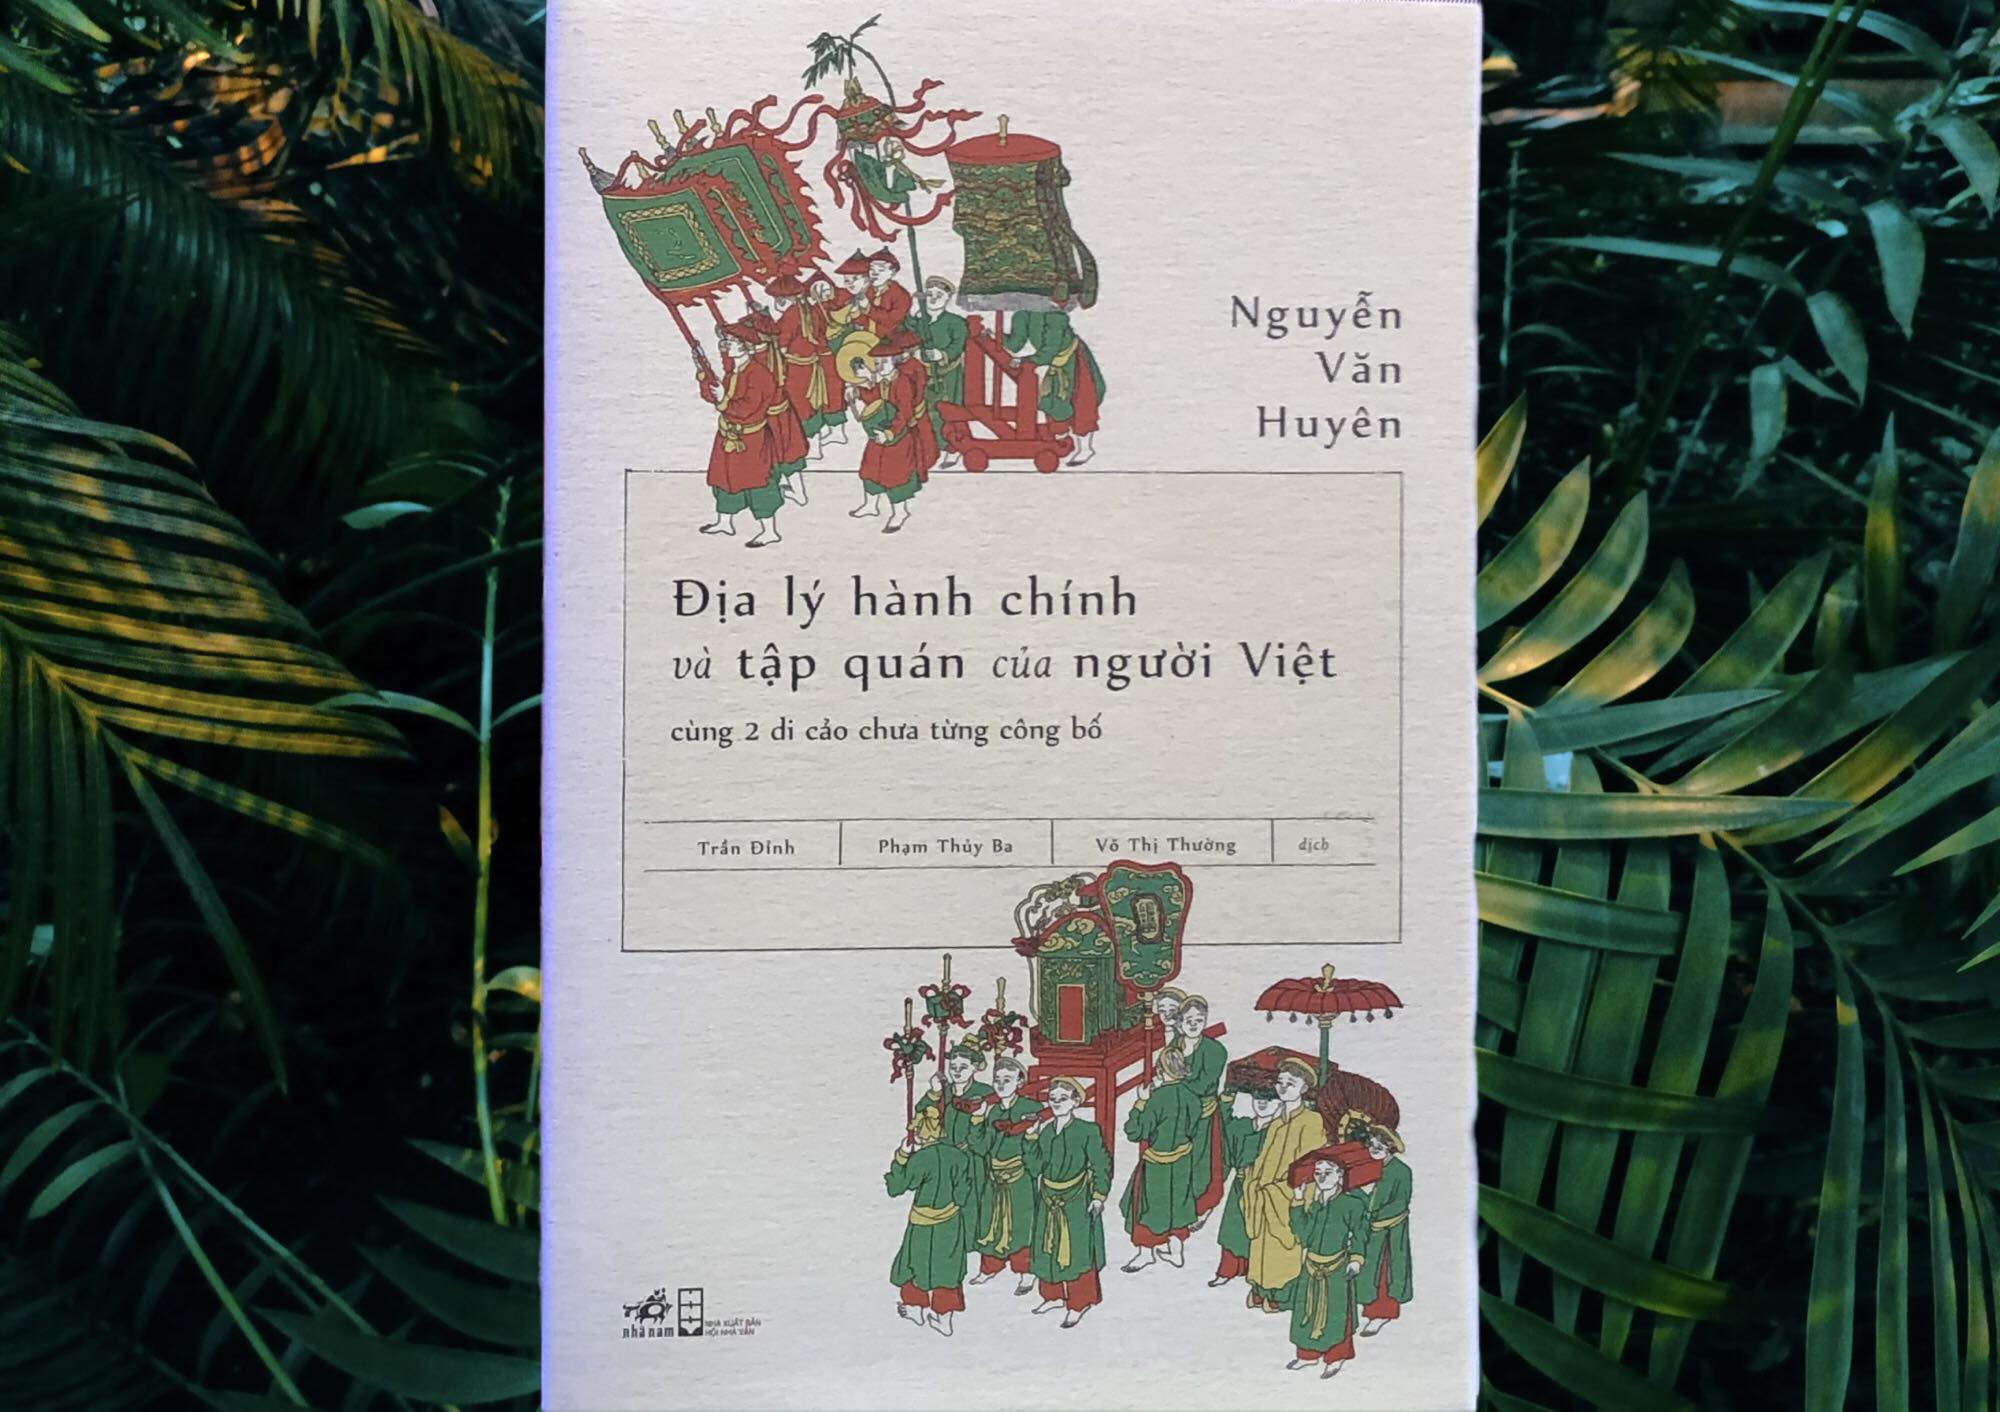 Nguyễn
Văn
Huyên
Địa lý hành chính
và tập quán của người Việt
cùng 2 di cảo chưa từng công bố
Trần Đĩnh
Phạm Thủy Ba
Võ Thị Thường
dịch
nhã nam
NHÀ XUẤT BẢN
HỘI NHÀ VĂN